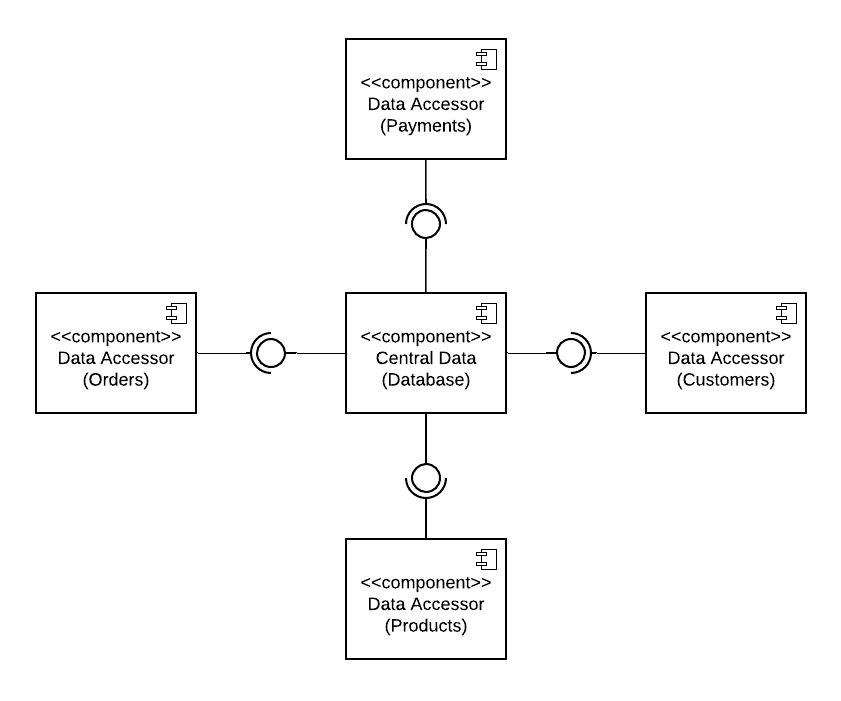 <<component>>
Data Accessor
(Payments)
<<component>>
Data Accessor
(Orders)
<<component>>
Central Data
(Database)
<<component>>
Data Accessor
(Customers)
<<component>>
Data Accessor
(Products)